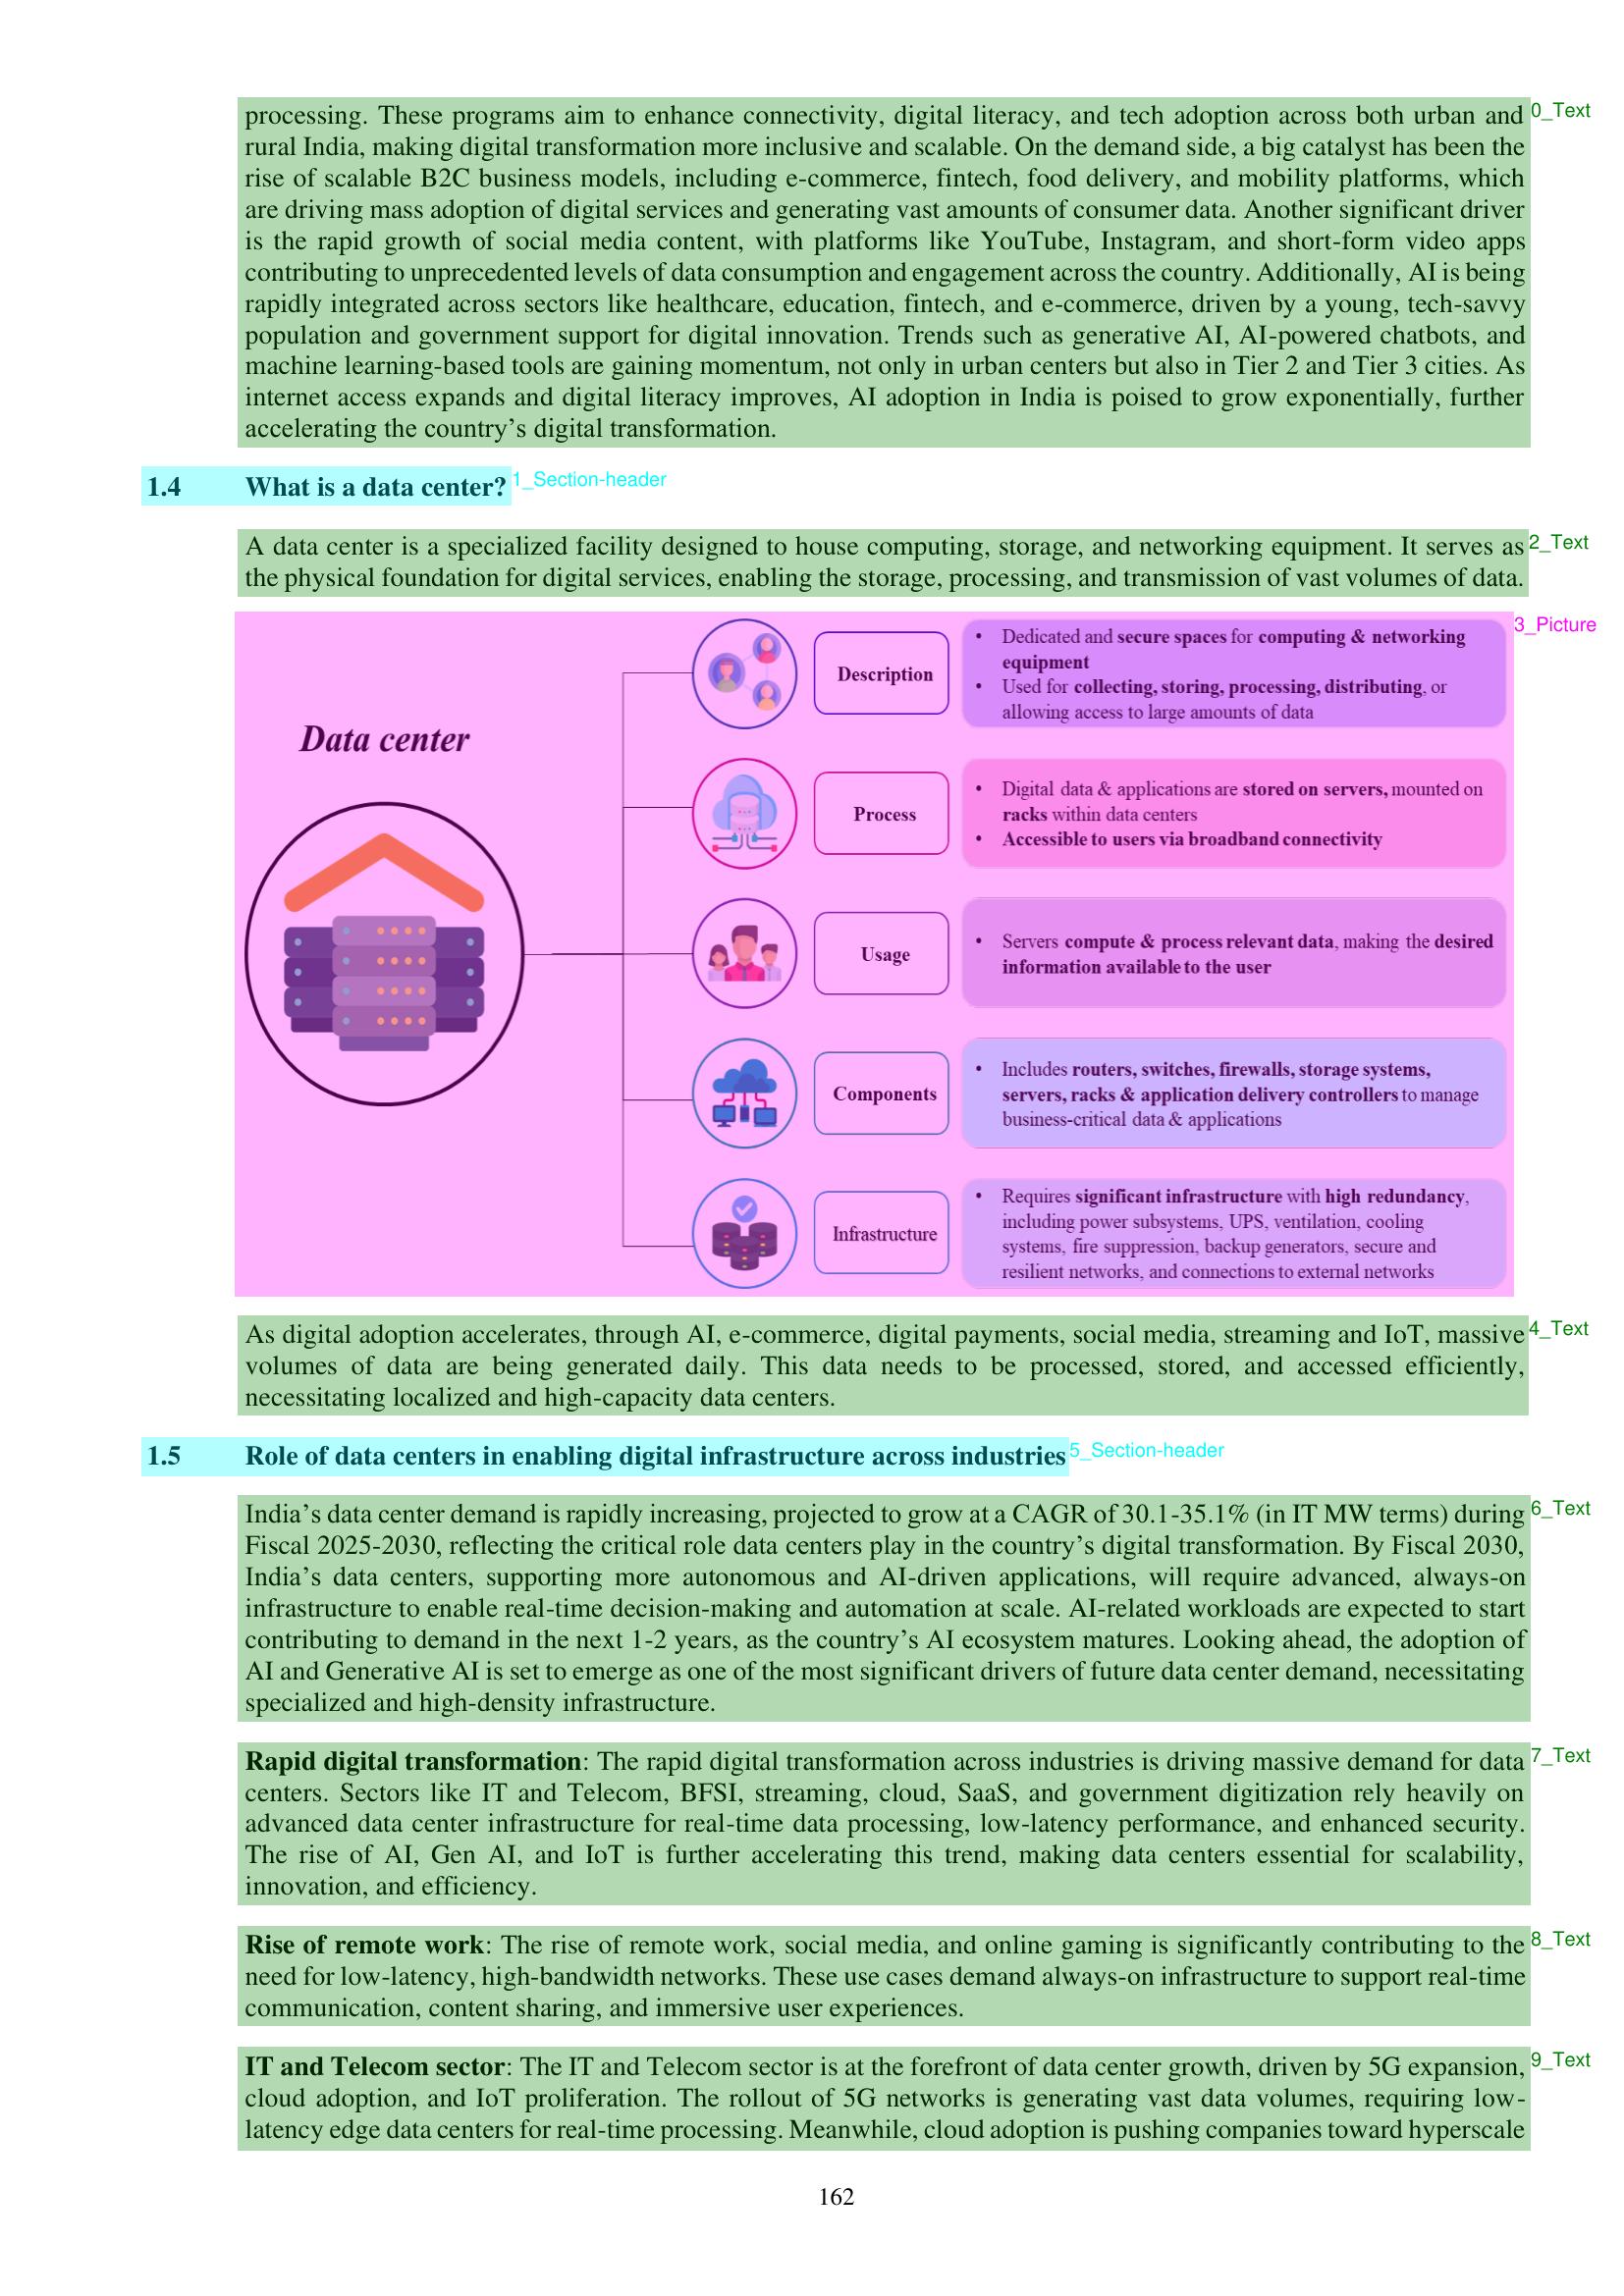 processing. These programs aim to enhance connectivity, digital literacy, and tech adoption across both urban and
0_Text
rural India, making digital transformation more inclusive and scalable. On the demand side, a big catalyst has been the
rise of scalable B2C business models, including e-commerce, fintech, food delivery, and mobility platforms, which
are driving mass adoption of digital services and generating vast amounts of consumer data. Another significant driver
is the rapid growth of social media content, with platforms like YouTube, Instagram, and short-form video apps
contributing to unprecedented levels of data consumption and engagement across the country. Additionally, AI is being
rapidly integrated across sectors like healthcare, education, fintech, and e-commerce, driven by a young, tech-savvy
population and government support for digital innovation. Trends such as generative AI, AI-powered chatbots, and
machine learning-based tools are gaining momentum, not only in urban centers but also in Tier 2 and Tier 3 cities. As
internet access expands and digital literacy improves, AI adoption in India is poised to grow exponentially, further
accelerating the country's digital transformation.
1.4 What is a data center?
1_Section-header
A data center is a specialized facility designed to house computing, storage, and networking equipment. It serves as
2_Text
the physical foundation for digital services, enabling the storage, processing, and transmission of vast volumes of data.
3_Picture
Data center
Description
• Dedicated and secure spaces for computing & networking
equipment
• Used for collecting, storing, processing, distributing, or
allowing access to large amounts of data
Process
• Digital data & applications are stored on servers, mounted on
racks within data centers
• Accessible to users via broadband connectivity
Usage
• Servers compute & process relevant data, making the desired
information available to the user
Components
• Includes routers, switches, firewalls, storage systems,
servers, racks & application delivery controllers to manage
business-critical data & applications
Infrastructure
• Requires significant infrastructure with high redundancy,
including power subsystems, UPS, ventilation, cooling
systems, fire suppression, backup generators, secure and
resilient networks, and connections to external networks
As digital adoption accelerates, through AI, e-commerce, digital payments, social media, streaming and IoT, massive
4_Text
volumes of data are being generated daily. This data needs to be processed, stored, and accessed efficiently,
necessitating localized and high-capacity data centers.
1.5 Role of data centers in enabling digital infrastructure across industries
5_Section-header
India's data center demand is rapidly increasing, projected to grow at a CAGR of 30.1-35.1% (in IT MW terms) during
6_Text
Fiscal 2025-2030, reflecting the critical role data centers play in the country's digital transformation. By Fiscal 2030,
India's data centers, supporting more autonomous and AI-driven applications, will require advanced, always-on
infrastructure to enable real-time decision-making and automation at scale. AI-related workloads are expected to start
contributing to demand in the next 1-2 years, as the country's AI ecosystem matures. Looking ahead, the adoption of
AI and Generative AI is set to emerge as one of the most significant drivers of future data center demand, necessitating
specialized and high-density infrastructure.
Rapid digital transformation: The rapid digital transformation across industries is driving massive demand for data
7_Text
centers. Sectors like IT and Telecom, BFSI, streaming, cloud, SaaS, and government digitization rely heavily on
advanced data center infrastructure for real-time data processing, low-latency performance, and enhanced security.
The rise of AI, Gen AI, and IoT is further accelerating this trend, making data centers essential for scalability,
innovation, and efficiency.
Rise of remote work: The rise of remote work, social media, and online gaming is significantly contributing to the
8_Text
need for low-latency, high-bandwidth networks. These use cases demand always-on infrastructure to support real-time
communication, content sharing, and immersive user experiences.
IT and Telecom sector: The IT and Telecom sector is at the forefront of data center growth, driven by 5G expansion,
9_Text
cloud adoption, and IoT proliferation. The rollout of 5G networks is generating vast data volumes, requiring low-
latency edge data centers for real-time processing. Meanwhile, cloud adoption is pushing companies toward hyperscale
162